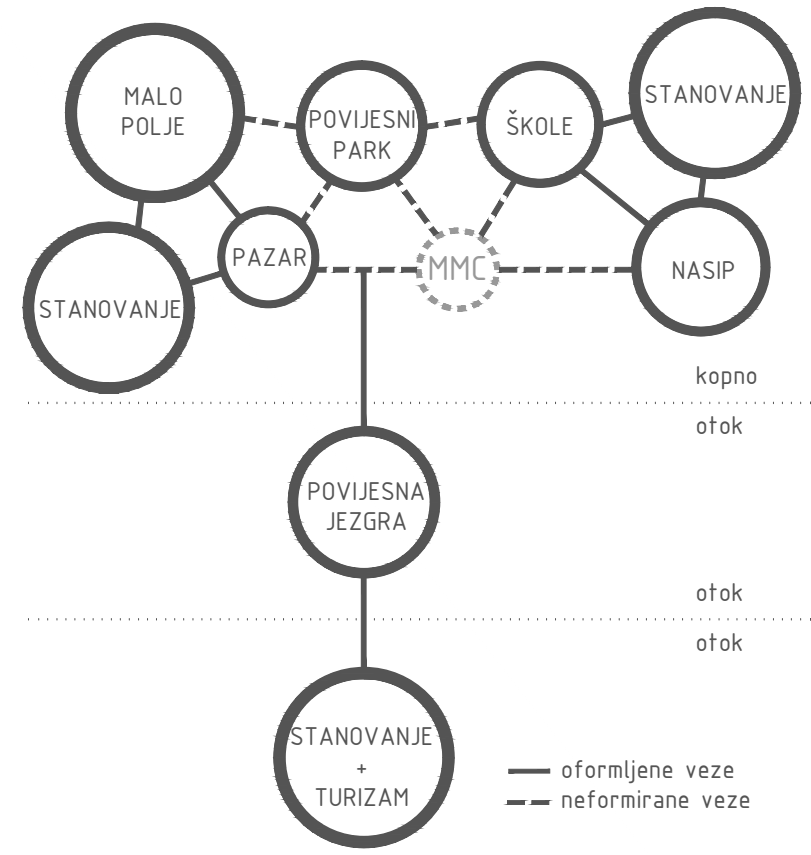 MALO
POLJE
POVIJESNI
PARK
ŠKOLE
STANOVANJE
PAZAR
MMC
NASIP
STANOVANJE
kopno
otok
POVIJESNA
JEZGRA
otok
otok
STANOVANJE
+
TURIZAM
oformljene veze
neformirane veze